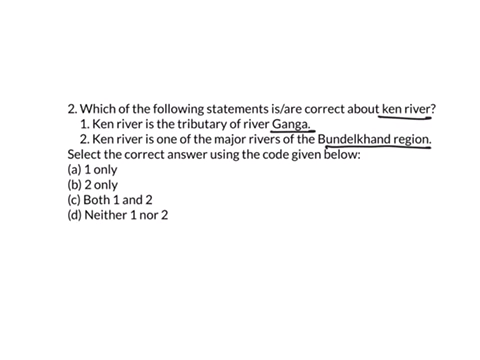 2. Which of the following statements is/are correct about ken river?
1. Ken river is the tributary of river Ganga.
2. Ken river is one of the major rivers of the Bundelkhand region.
Select the correct answer using the code given below:
(a) 1 only
(b) 2 only
(c) Both 1 and 2
(d) Neither 1 nor 2